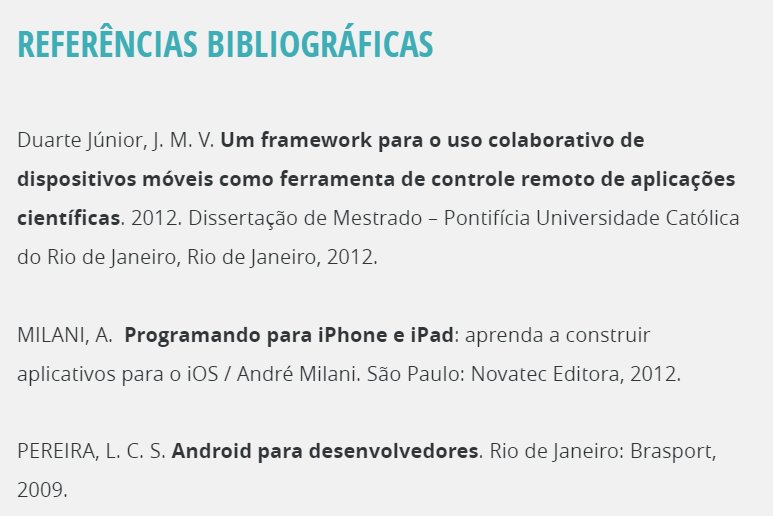 REFERÊNCIAS BIBLIOGRÁFICAS
Duarte Júnior, J. M. V. Um framework para o uso colaborativo de
dispositivos móveis como ferramenta de controle remoto de aplicações
científicas. 2012. Dissertação de Mestrado – Pontifícia Universidade Católica
do Rio de Janeiro, Rio de Janeiro, 2012.
MILANI, A.  Programando para iPhone e iPad: aprenda a construir
aplicativos para o iOS / André Milani. São Paulo: Novatec Editora, 2012.
PEREIRA, L. C. S. Android para desenvolvedores. Rio de Janeiro: Brasport,
2009.